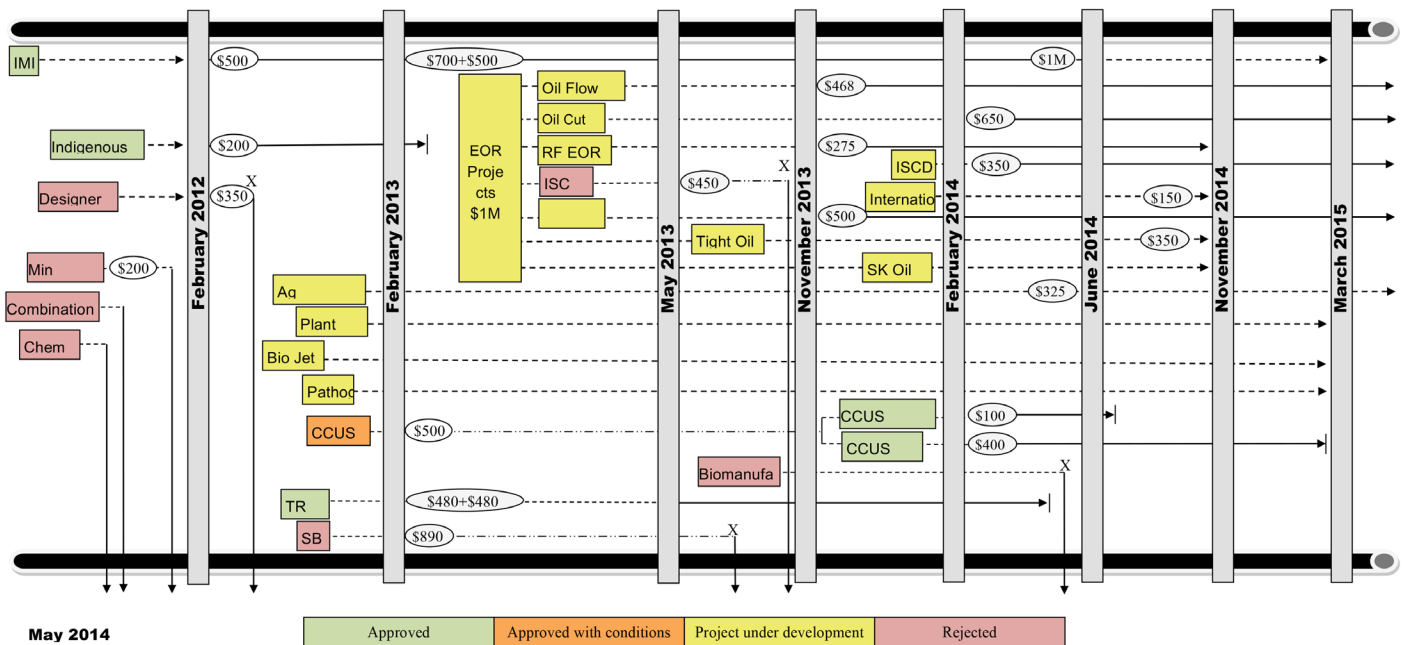 IMI
$500
$700+$500
$1M
Oil Flow
$468
Oil Cut
$650
Indigenous
$200
EOR
Proje
cts
$1M
RF EOR
$275
ISCD
$350
ISC
$450
X
Designer
$350
X
Internatio
$150
$500
Tight Oil
$350
Min
$200
SK Oil
Ag
$325
Combination
Plant
Chem
Bio Jet
Pathog
CCUS
$100
CCUS
$500
CCUS
$400
Biomanufa
X
TR
$480+$480
SB
$890
X
February 2012
February 2013
May 2013
November 2013
February 2014
June 2014
November 2014
March 2015
May 2014
Approved
Approved with conditions
Project under development
Rejected